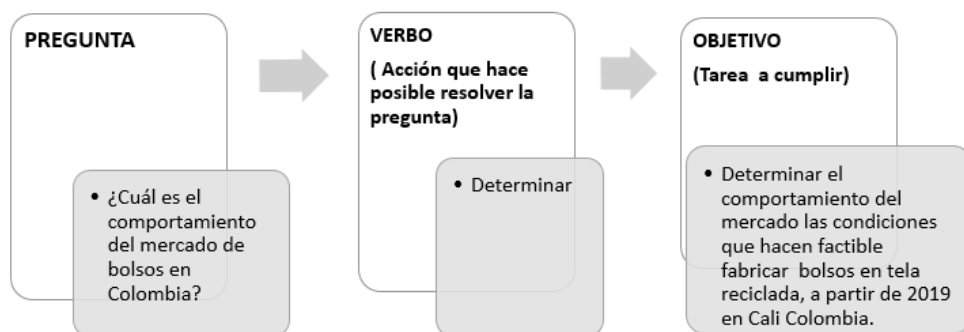 PREGUNTA
• ¿Cuál es el
comportamiento
del mercado de
bolsos en
Colombia?
VERBO
( Acción que hace
posible resolver la
pregunta)
• Determinar
OBJETIVO
(Tarea a cumplir)
• Determinar el
comportamiento del
mercado las condiciones
que hacen factible
fabricar bolsos en tela
reciclada, a partir de 2019
en Cali Colombia.